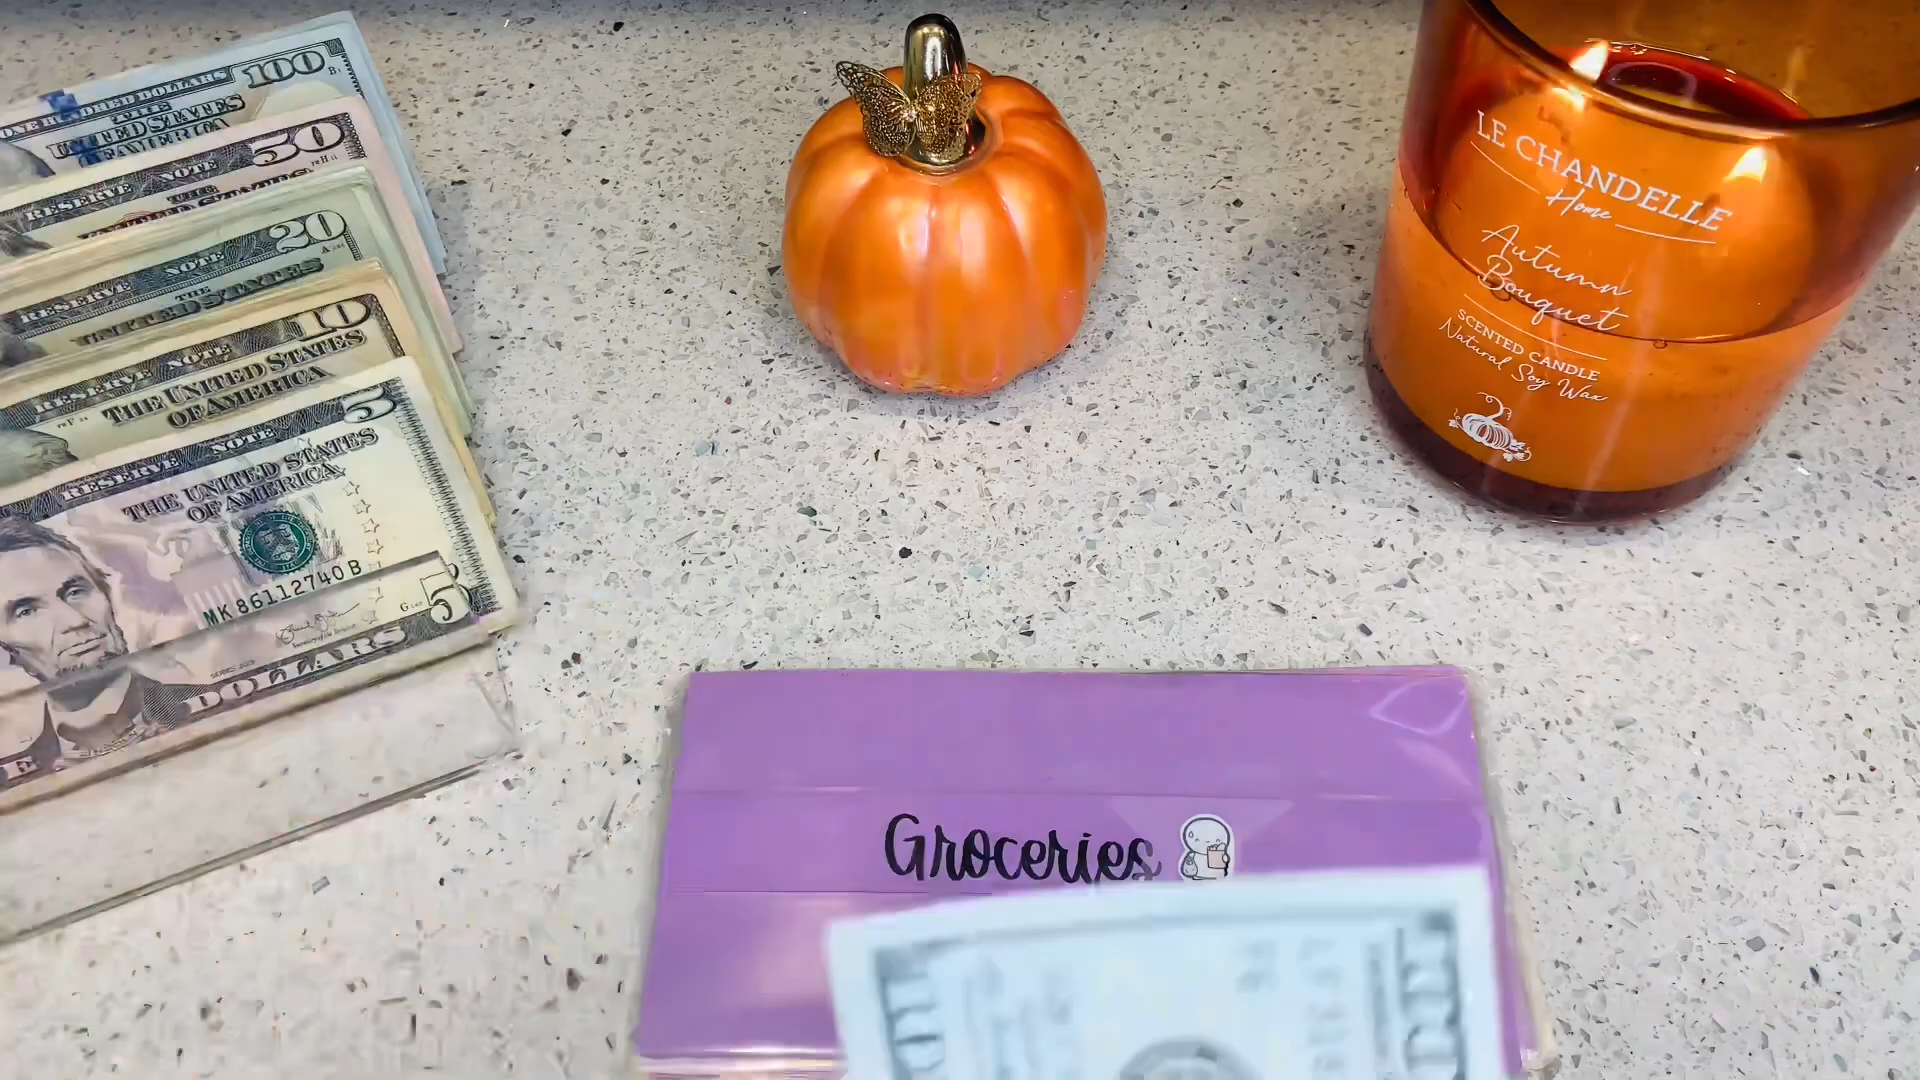 ONE HUNDRED DOLLARS 100
THE
UNITED STATES
OF AMERICA
RESERVE NOTE 50
THE
RESERVE NOTE 20
THE
UNITED STATES
RESERVE NOTE 10
THE UNITED STATES
OF AMERICA
RESERVE NOTE 5
THE UNITED STATES
OF AMERICA
MK 86112740 B
5
DOLLARS
LE CHANDELLE
Home
Autumn
Bouquet
SCENTED CANDLE
Natural Soy Wax
Groceries